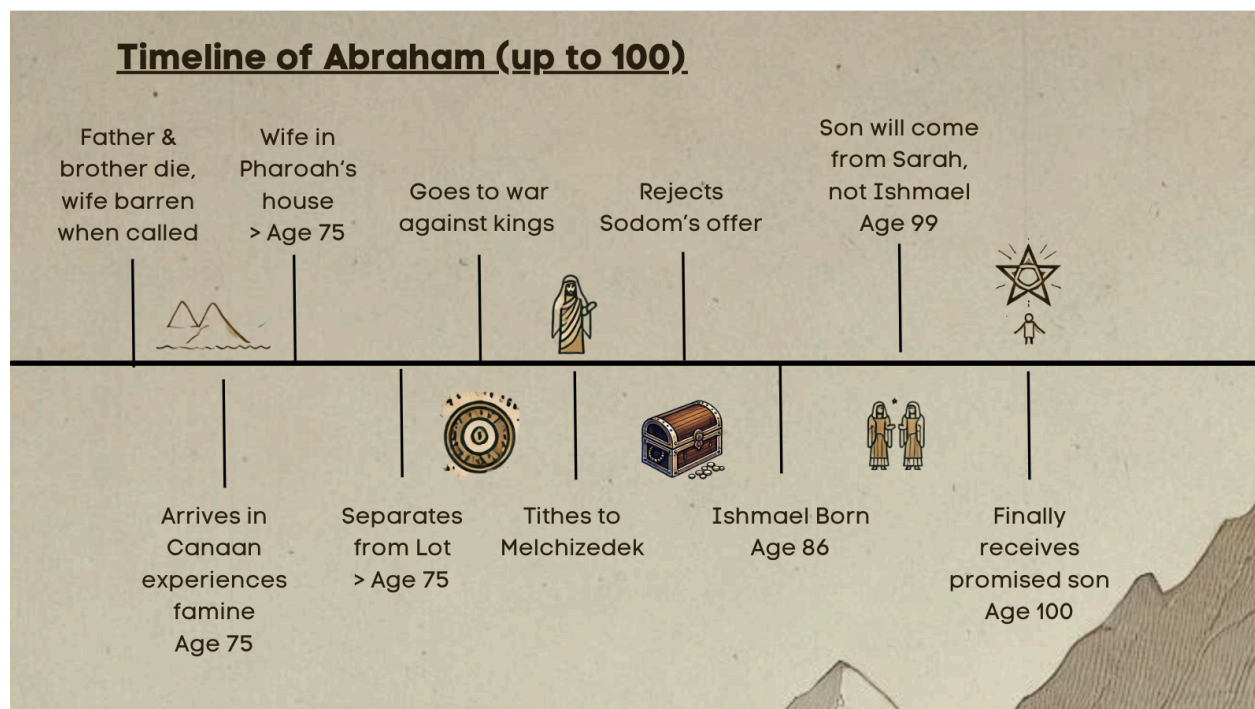 Timeline of Abraham (up to 100)
Father &
brother die,
wife barren
when called
Wife in
Pharoah's
house
> Age 75
Goes to war
against kings
Rejects
Sodom's offer
Son will come
from Sarah,
not Ishmael
Age 99
Arrives in
Canaan
experiences
famine
Age 75
Separates
from Lot
> Age 75
Tithes to
Melchizedek
Ishmael Born
Age 86
Finally
receives
promised son
Age 100